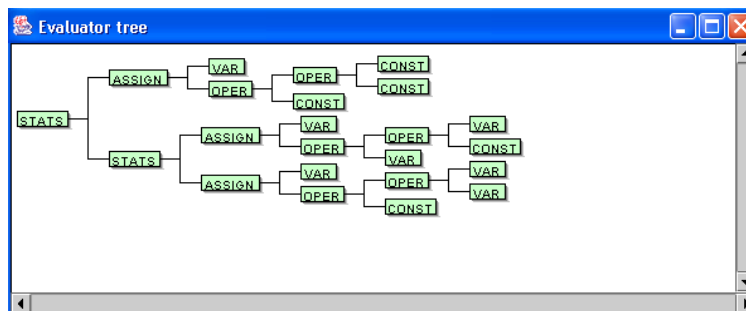 Evaluator tree
VAR CONST
ASSIGN OPER
OPER CONST
CONST
STATS VAR VAR
ASSIGN OPER
OPER CONST
STATS VAR
VAR VAR
ASSIGN OPER
OPER VAR
CONST